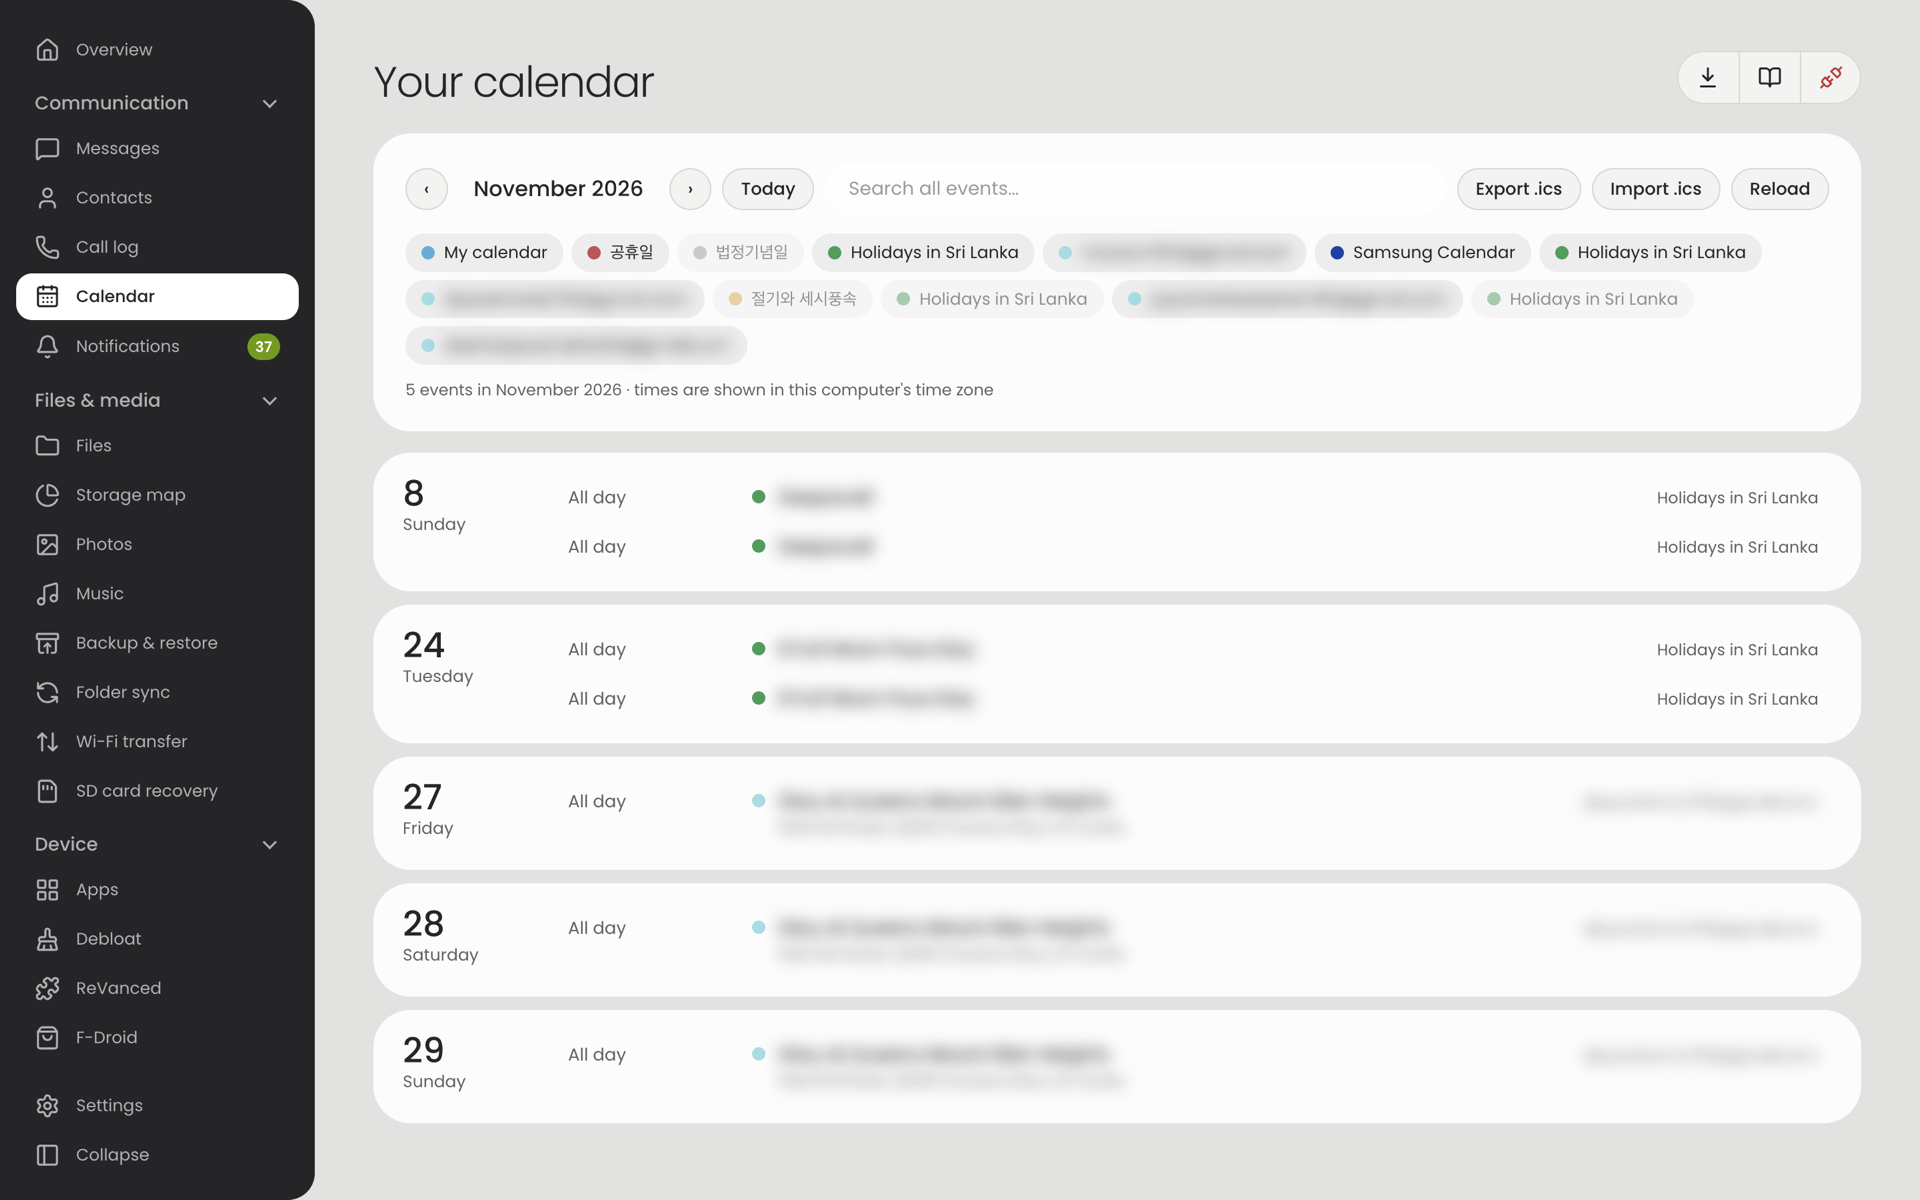 Overview
Communication
Messages
Contacts
Call log
Calendar
Notifications 37
Files & media
Files
Storage map
Photos
Music
Backup & restore
Folder sync
Wi-Fi transfer
SD card recovery
Device
Apps
Debloat
ReVanced
F-Droid
Settings
Collapse
Your calendar
‹ November 2026 › Today Search all events... Export .ics Import .ics Reload
My calendar 공휴일 법정기념일 Holidays in Sri Lanka Samsung Calendar Holidays in Sri Lanka
절기와 세시풍속 Holidays in Sri Lanka Holidays in Sri Lanka
5 events in November 2026 · times are shown in this computer's time zone
8 All day Holidays in Sri Lanka
Sunday
All day Holidays in Sri Lanka
24 All day Holidays in Sri Lanka
Tuesday
All day Holidays in Sri Lanka
27 All day
Friday
28 All day
Saturday
29 All day
Sunday